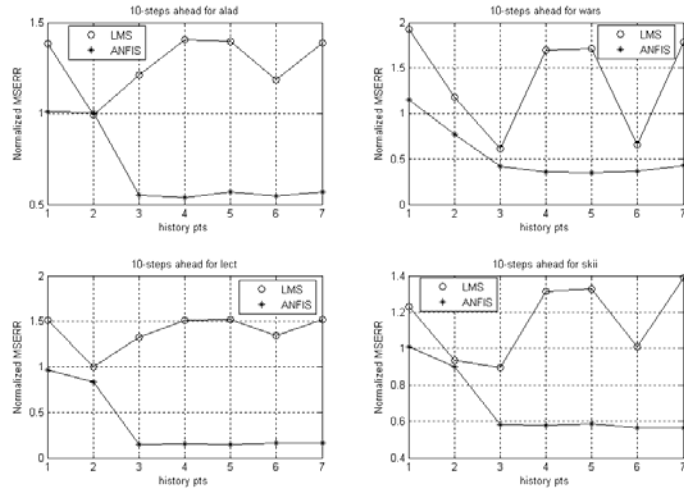 10-steps ahead for alad
1.5
1
0.5
Normalized MSERR
LMS
ANFIS
1 2 3 4 5 6 7
history pts
10-steps ahead for wars
2
1.5
1
0.5
0
Normalized MSERR
LMS
ANFIS
1 2 3 4 5 6 7
history pts
10-steps ahead for lect
2
1.5
1
0.5
0
Normalized MSERR
LMS
ANFIS
1 2 3 4 5 6 7
history pts
10-steps ahead for skii
1.4
1.2
1
0.8
0.6
0.4
Normalized MSERR
LMS
ANFIS
1 2 3 4 5 6 7
history pts